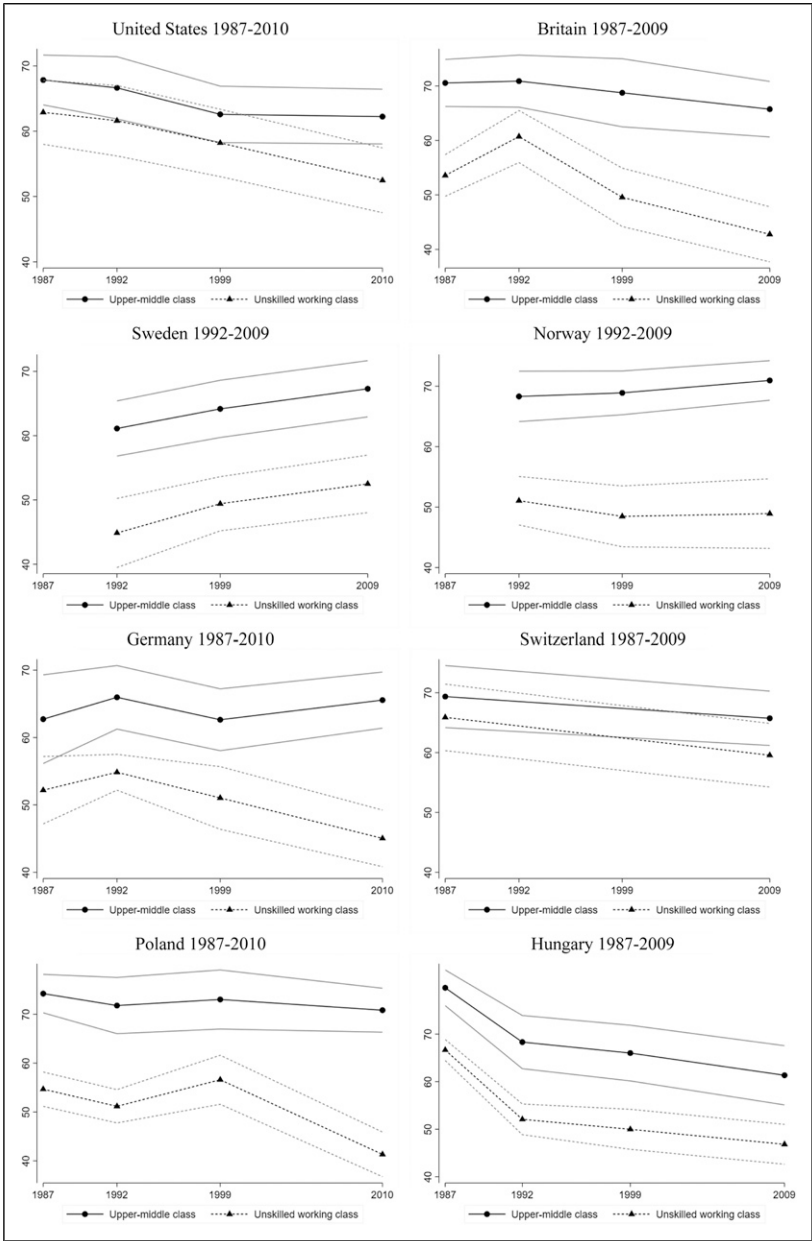 United States 1987-2010
70
60
50
40
1987 1992 1999 2010
Upper-middle class Unskilled working class
Britain 1987-2009
70
60
50
40
1987 1992 1999 2009
Upper-middle class Unskilled working class
Sweden 1992-2009
70
60
50
40
1987 1992 1999 2009
Upper-middle class Unskilled working class
Norway 1992-2009
70
60
50
40
1987 1992 1999 2009
Upper-middle class Unskilled working class
Germany 1987-2010
70
60
50
40
1987 1992 1999 2010
Upper-middle class Unskilled working class
Switzerland 1987-2009
70
60
50
40
1987 1999 2009
Upper-middle class Unskilled working class
Poland 1987-2010
70
60
50
40
1987 1992 1999 2010
Upper-middle class Unskilled working class
Hungary 1987-2009
70
60
50
40
1987 1992 1999 2009
Upper-middle class Unskilled working class